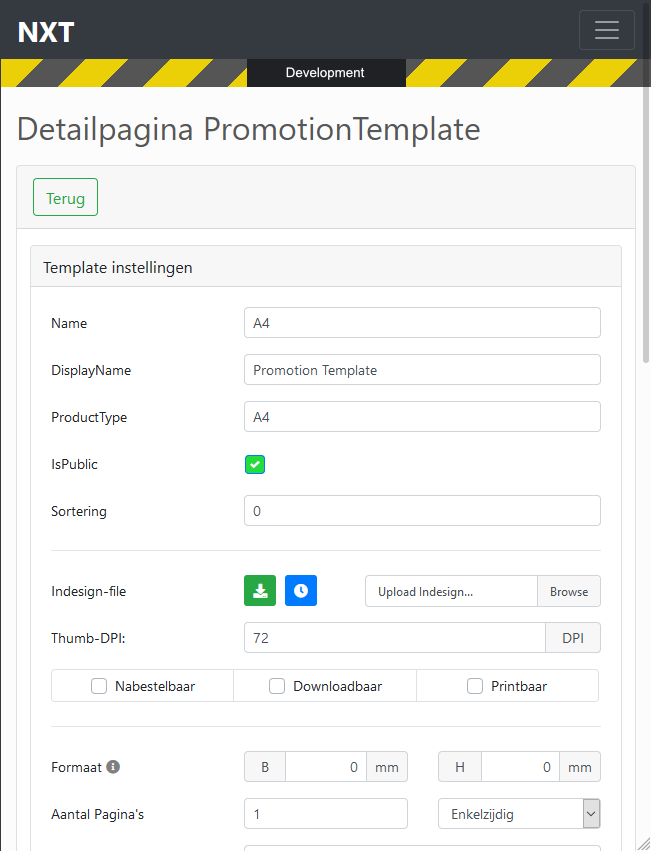 NXT
Development
Detailpagina PromotionTemplate
Terug
Template instellingen
Name A4
DisplayName Promotion Template
ProductType A4
IsPublic
Sortering 0
Indesign-file Upload Indesign... Browse
Thumb-DPI: 72 DPI
Nabestelbaar Downloadbaar Printbaar
Formaat B 0 mm H 0 mm
Aantal Pagina's 1 Enkelzijdig